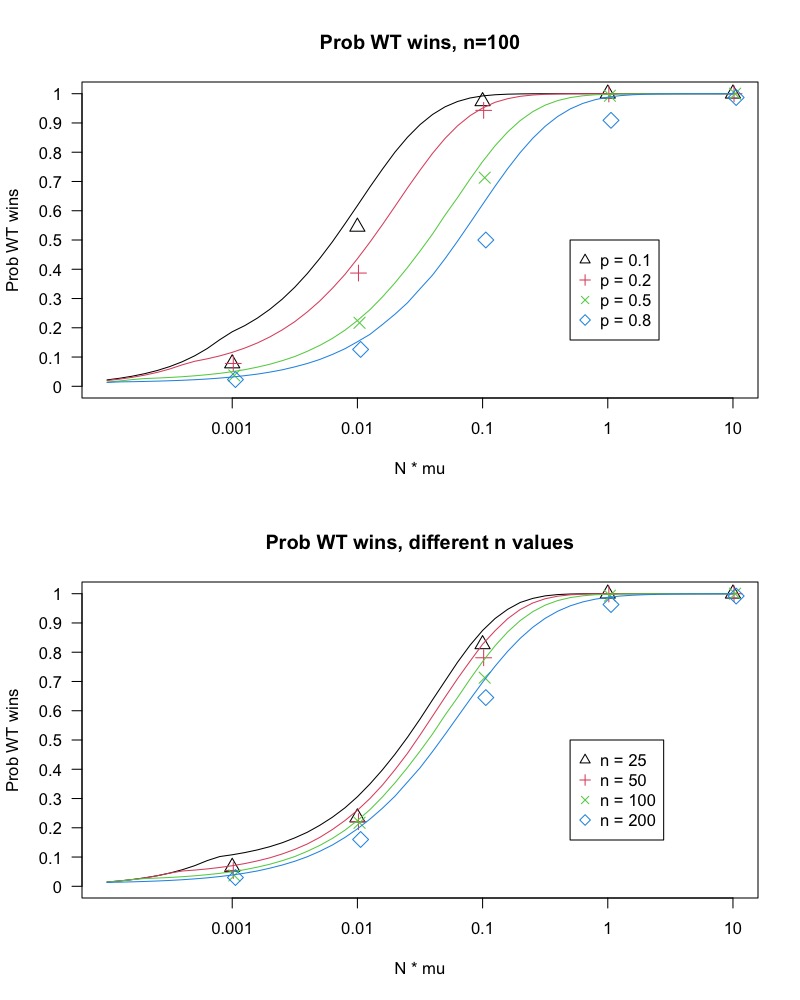 Prob WT wins, n=100
Prob WT wins
1
0.9
0.8
0.7
0.6
0.5
0.4
0.3
0.2
0.1
0
p = 0.1
p = 0.2
p = 0.5
p = 0.8
0.001 0.01 0.1 1 10
N * mu
Prob WT wins, different n values
Prob WT wins
1
0.9
0.8
0.7
0.6
0.5
0.4
0.3
0.2
0.1
0
n = 25
n = 50
n = 100
n = 200
0.001 0.01 0.1 1 10
N * mu